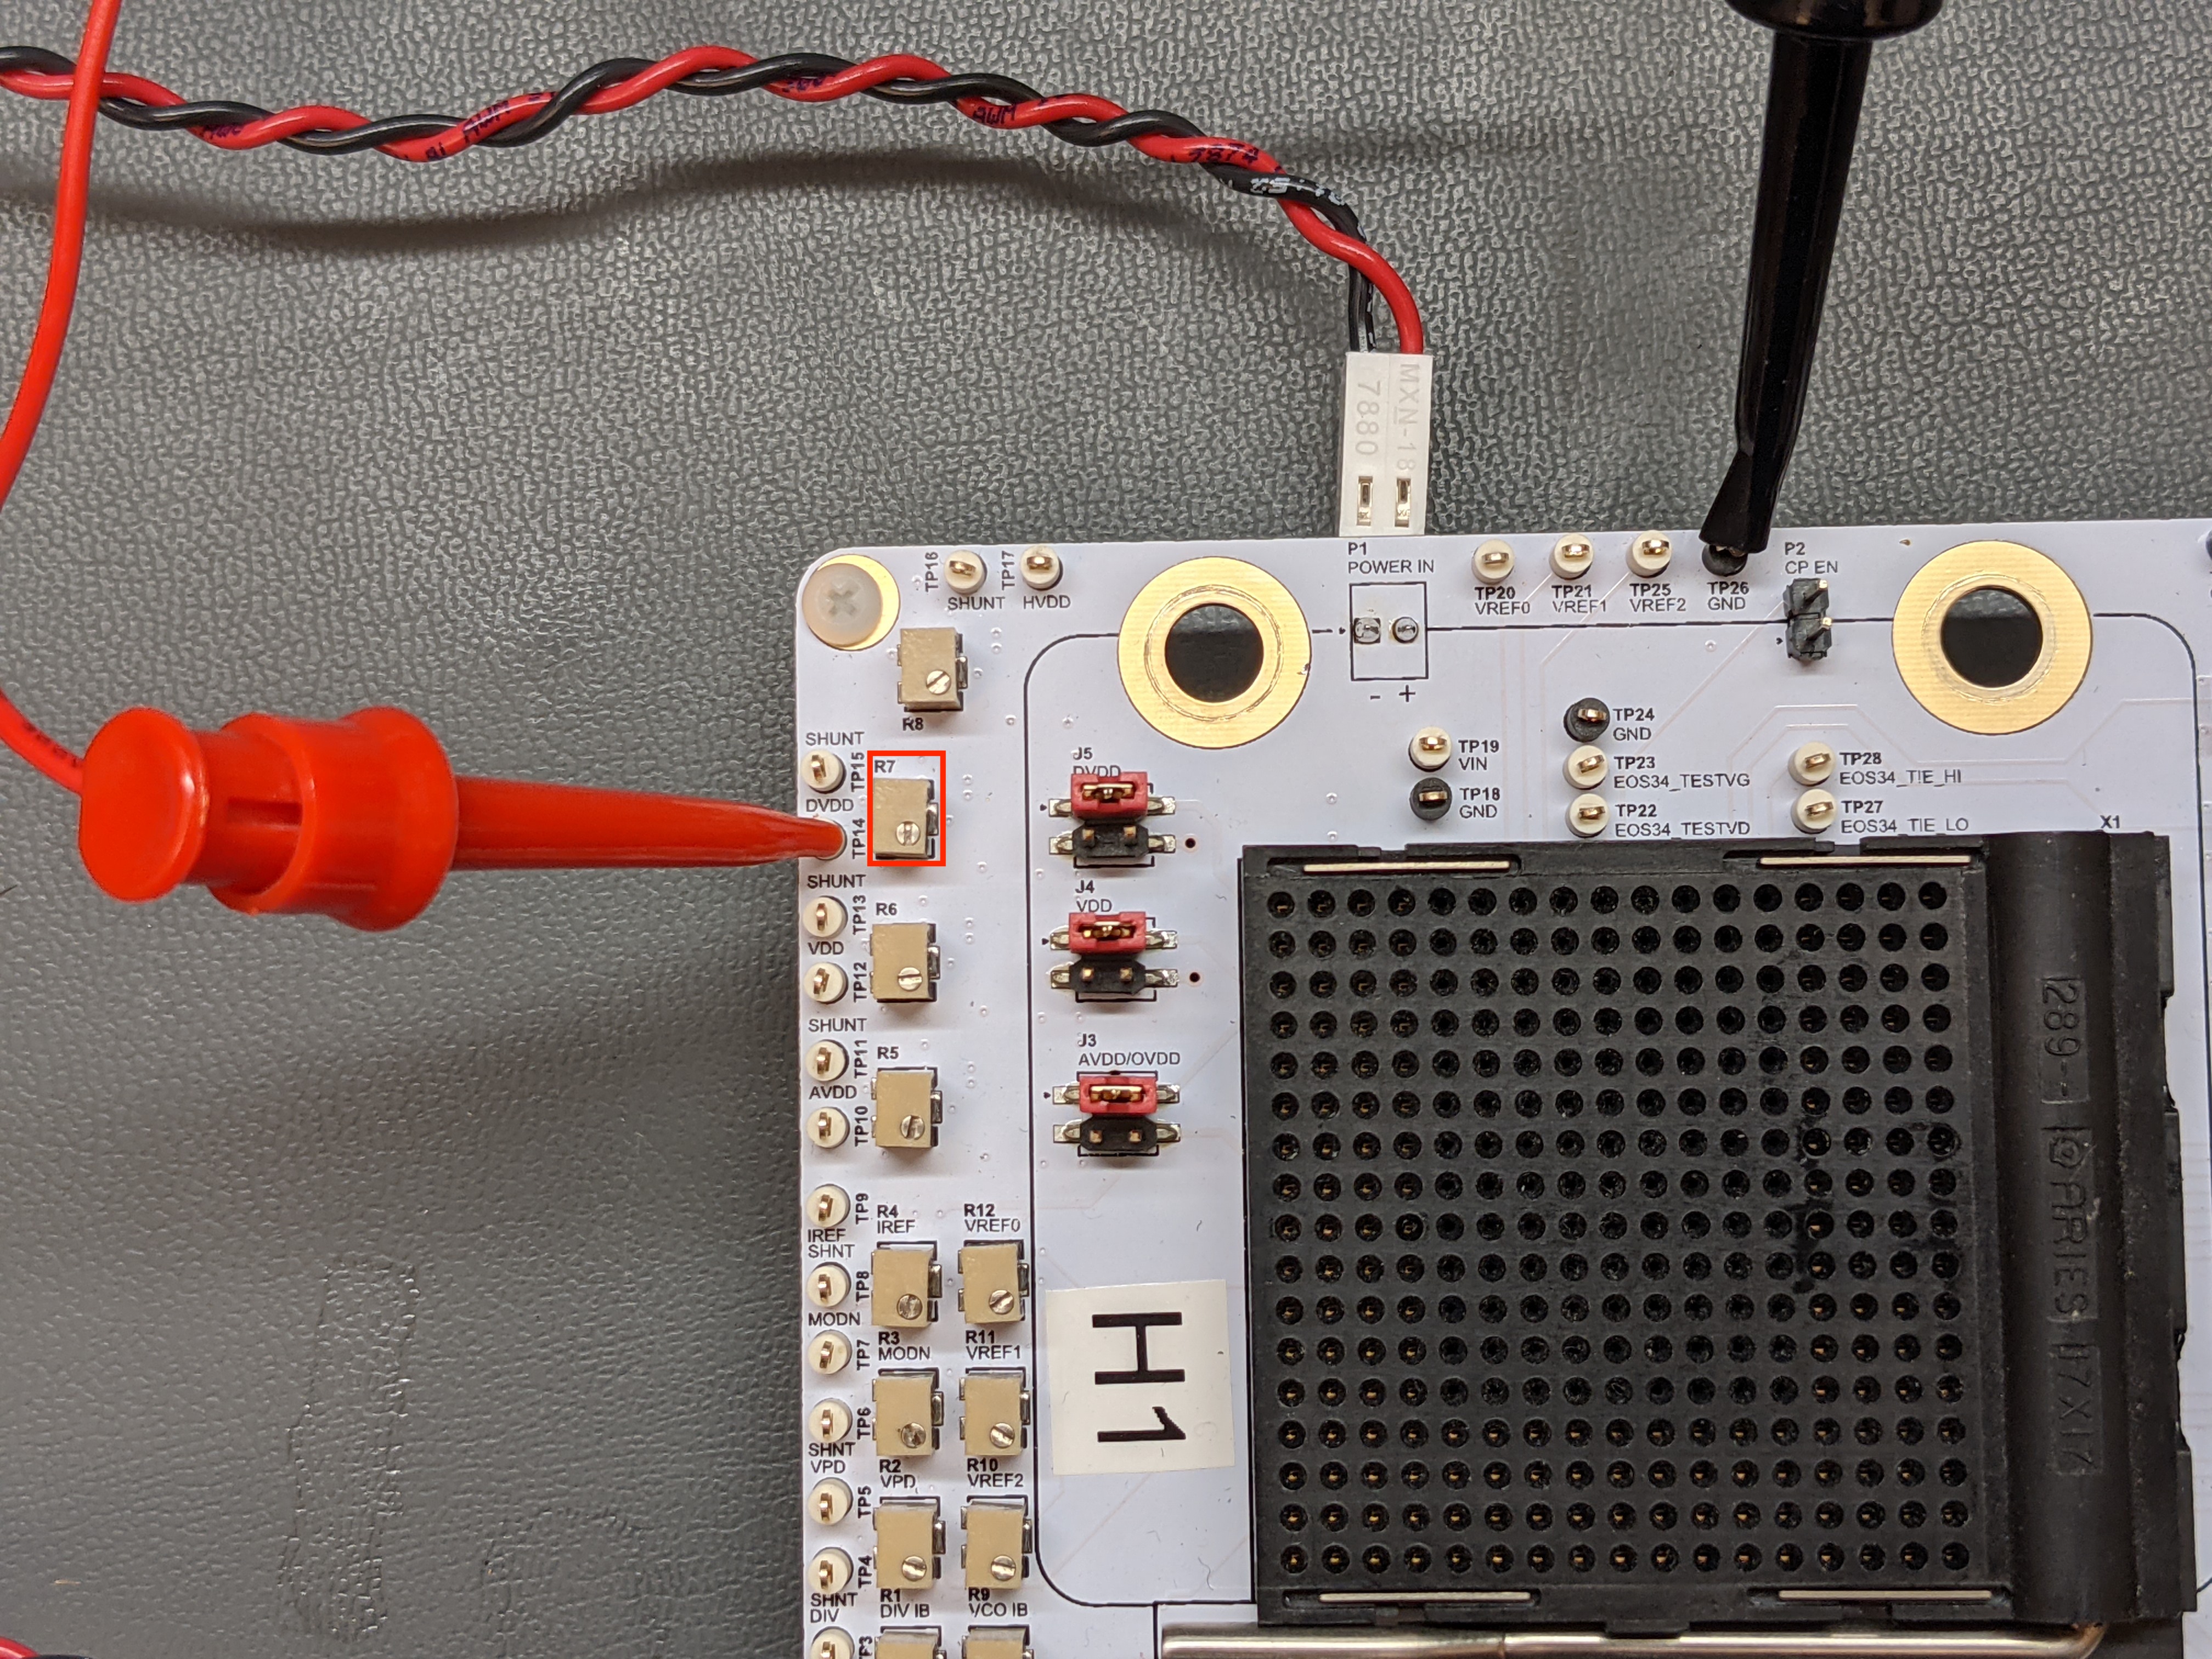 AWM
AWM
MXN-18
7880
P1
POWER IN
- +
P2
CP EN
TP16
SHUNT
TP17
HVDD
TP20
VREF0
TP21
VREF1
TP25
VREF2
TP26
GND
R8
TP24
GND
TP23
EOS34_TESTVG
TP22
EOS34_TESTVD
TP19
VIN
TP18
GND
TP28
EOS34_TIE_HI
TP27
EOS34_TIE_LO
X1
SHUNT
TP15
DVDD
TP14
R7
J5
DVDD
SHUNT
TP13
VDD
TP12
R6
J4
VDD
SHUNT
TP11
AVDD
TP10
R5
J3
AVDD/OVDD
TP9
IREF
R4
IREF
R12
VREF0
SHNT
TP8
MODN
TP7
R3
MODN
R11
VREF1
TP6
SHNT
VPD
TP5
R2
VPD
R10
VREF2
TP4
SHNT
DIV
TP3
R1
DIV IB
R9
VCO IB
H1
1289-1
ARIES
17X17